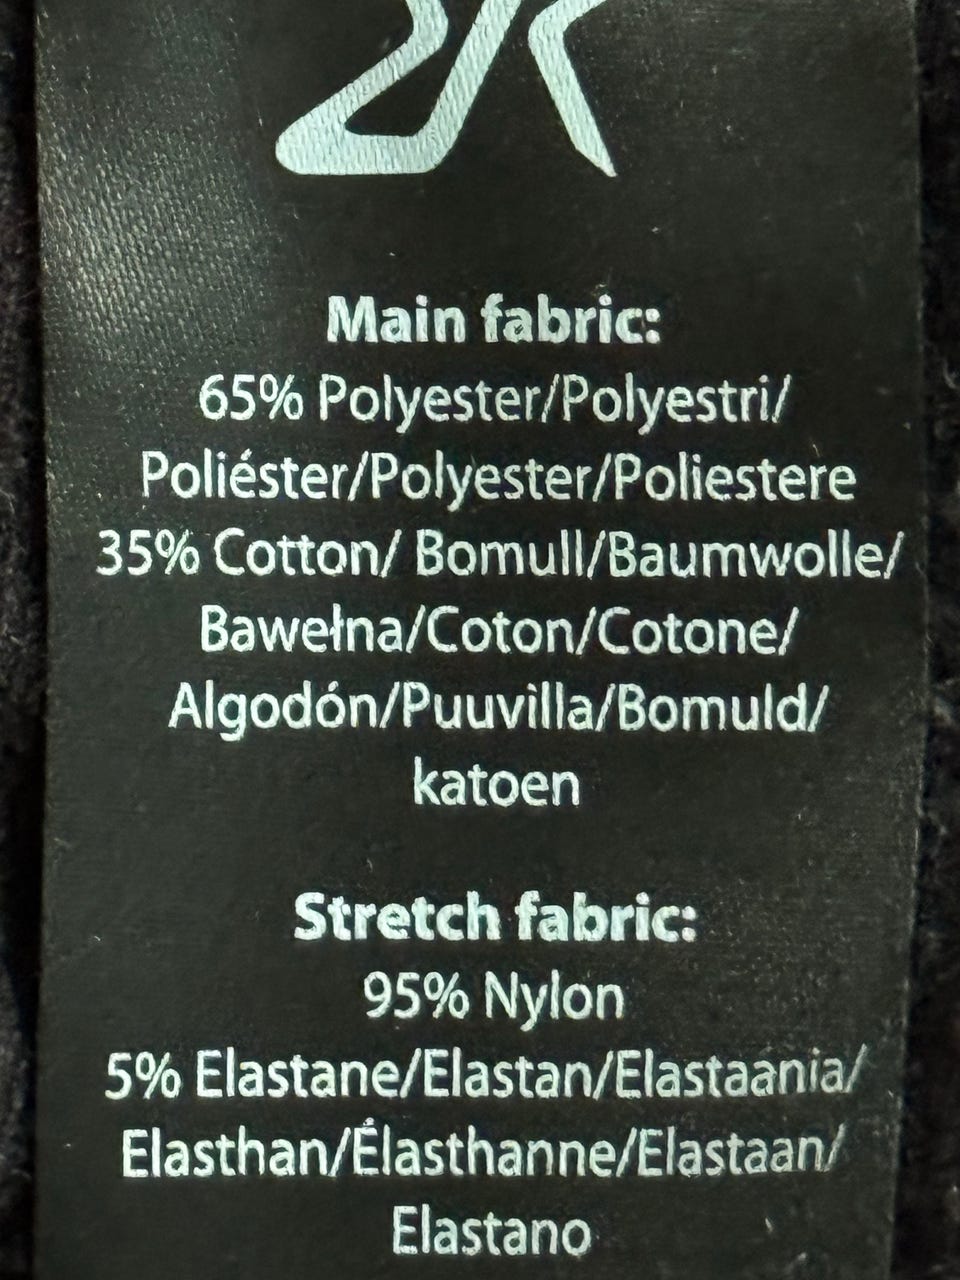 Main fabric:
65% Polyester/Polyestri/
Poliéster/Polyester/Poliestere
35% Cotton/ Bomull/Baumwolle/
Bawełna/Coton/Cotone/
Algodón/Puuvilla/Bomuld/
katoen
Stretch fabric:
95% Nylon
5% Elastane/Elastan/Elastaania/
Elasthan/Élasthanne/Elastaan/
Elastano